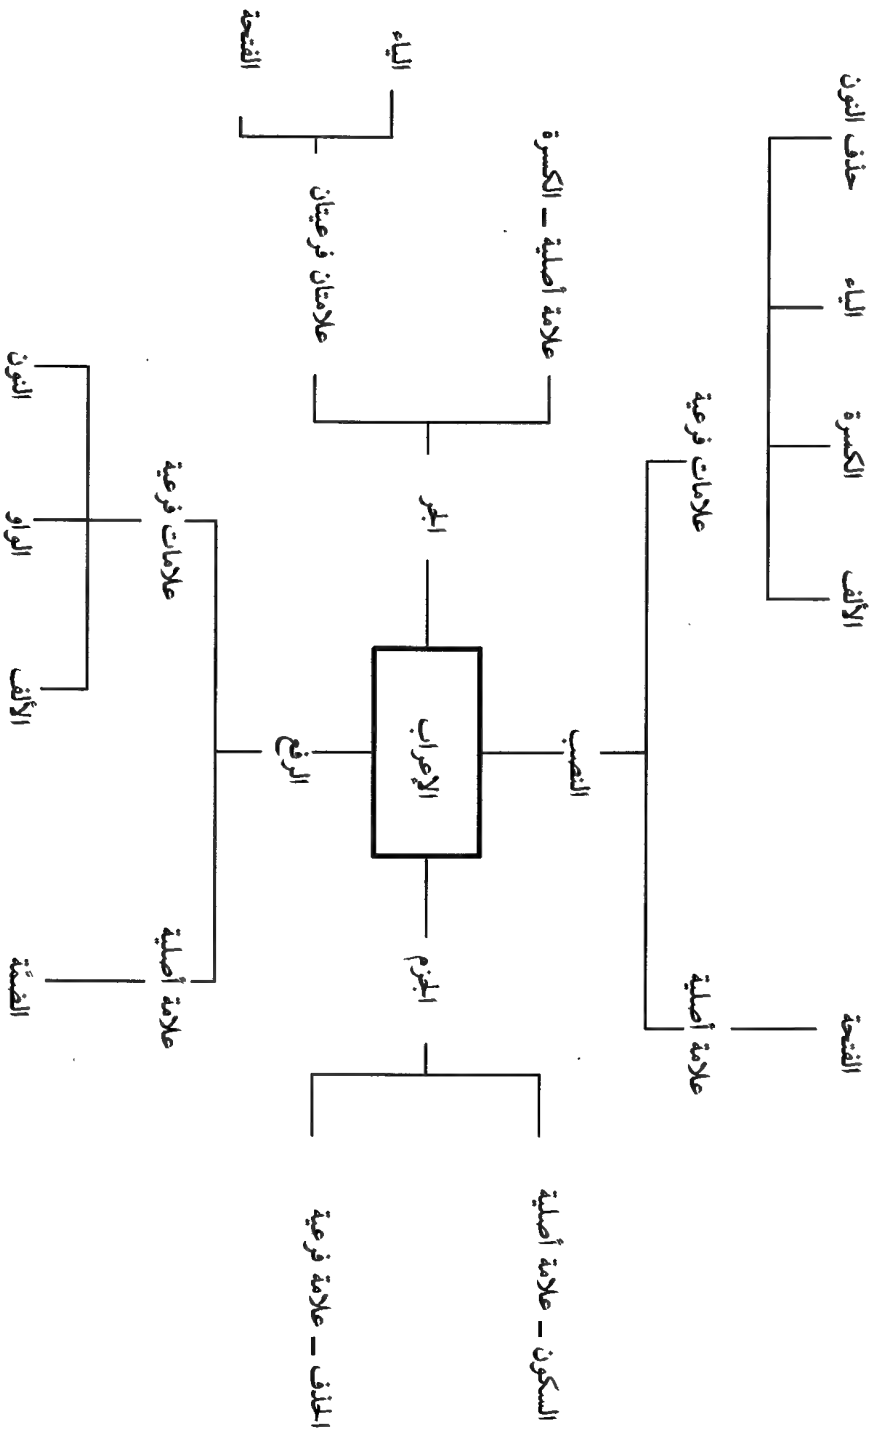 الفتحة
الألف
الكسرة
الياء
حذف النون
علامة أصلية
علامات فرعية
النصب
السكون – علامة أصلية
علامة أصلية – الكسرة
الجزم
الإعراب
الجر
الياء
الحذف – علامة فرعية
علامتان فرعيتان
الرفع
الفتحة
علامة أصلية
علامات فرعية
الضمَّة
الألف
الواو
النون